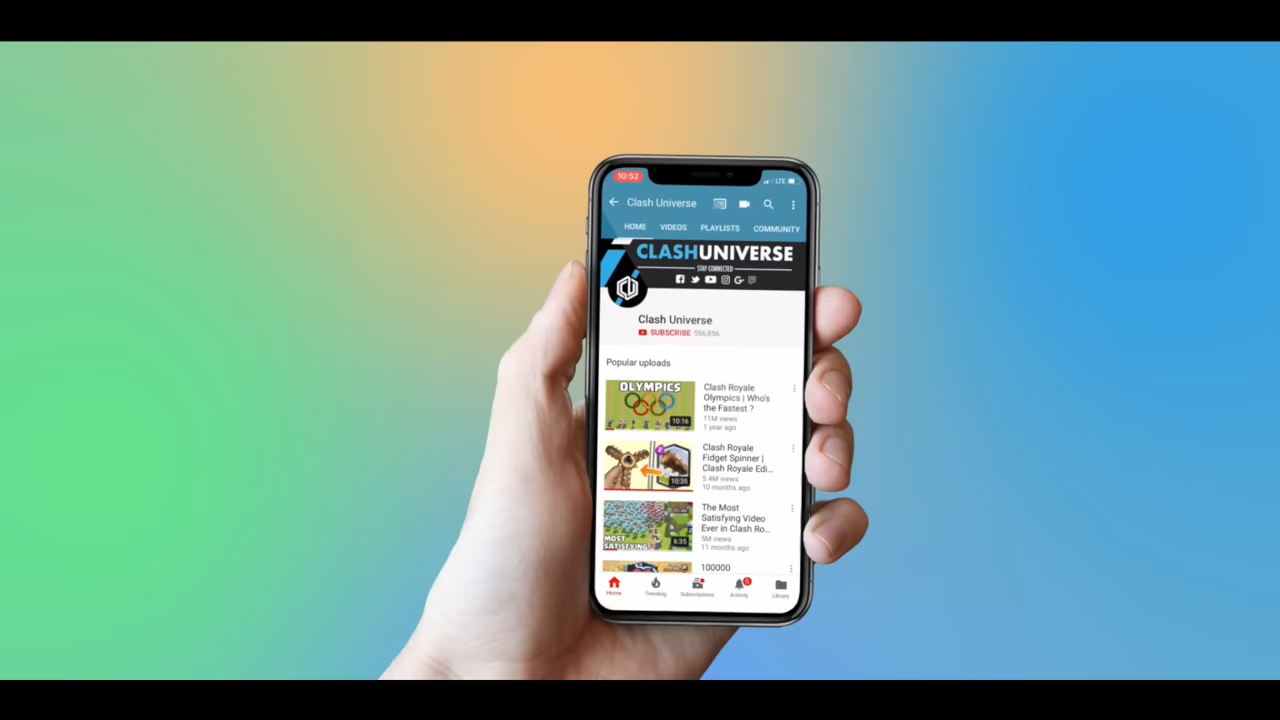 10:52
LTE
Clash Universe
HOME VIDEOS PLAYLISTS COMMUNITY
CLASHUNIVERSE
STAY CONNECTED
Clash Universe
SUBSCRIBE 556,856
Popular uploads
OLYMPICS
10:16
Clash Royale
Olympics | Who's
the Fastest ?
11M views
1 year ago
10:35
Clash Royale
Fidget Spinner |
Clash Royale Edi...
5.4M views
10 months ago
MOST
SATISFYING
6:35
The Most
Satisfying Video
Ever in Clash Ro...
5M views
11 months ago
100000
Home Trending Subscriptions Activity Library